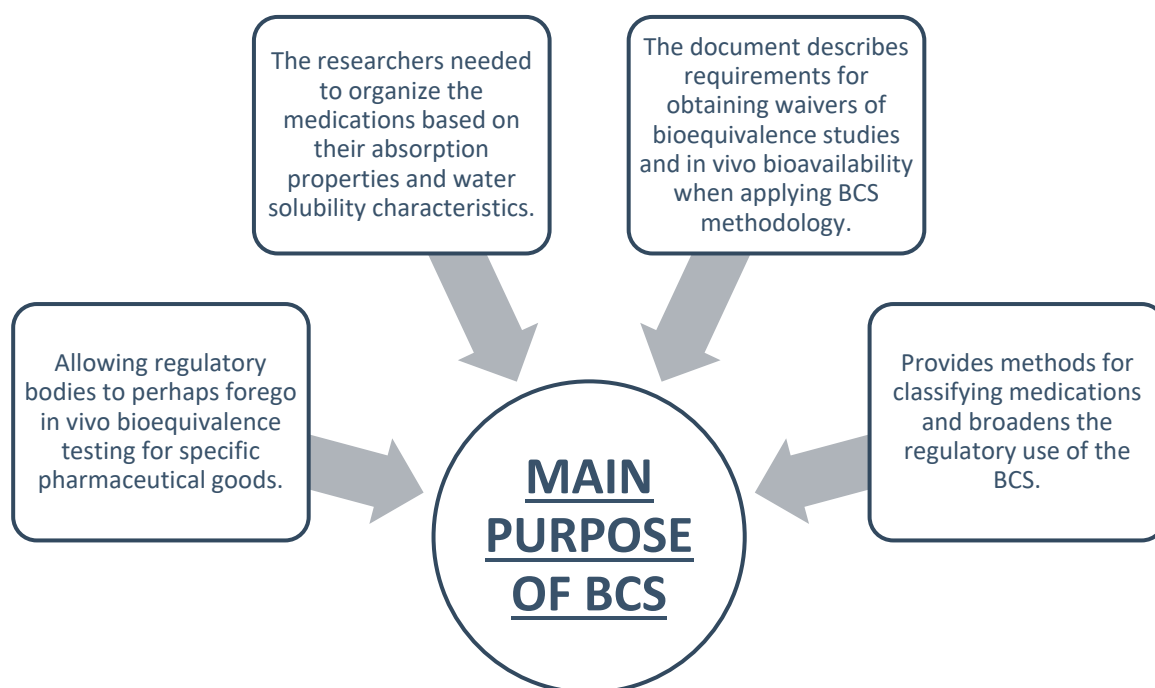 The researchers needed
to organize the
medications based on
their absorption
properties and water
solubility characteristics.
The document describes
requirements for
obtaining waivers of
bioequivalence studies
and in vivo bioavailability
when applying BCS
methodology.
Allowing regulatory
bodies to perhaps forego
in vivo bioequivalence
testing for specific
pharmaceutical goods.
Provides methods for
classifying medications
and broadens the
regulatory use of the
BCS.
MAIN
PURPOSE
OF BCS